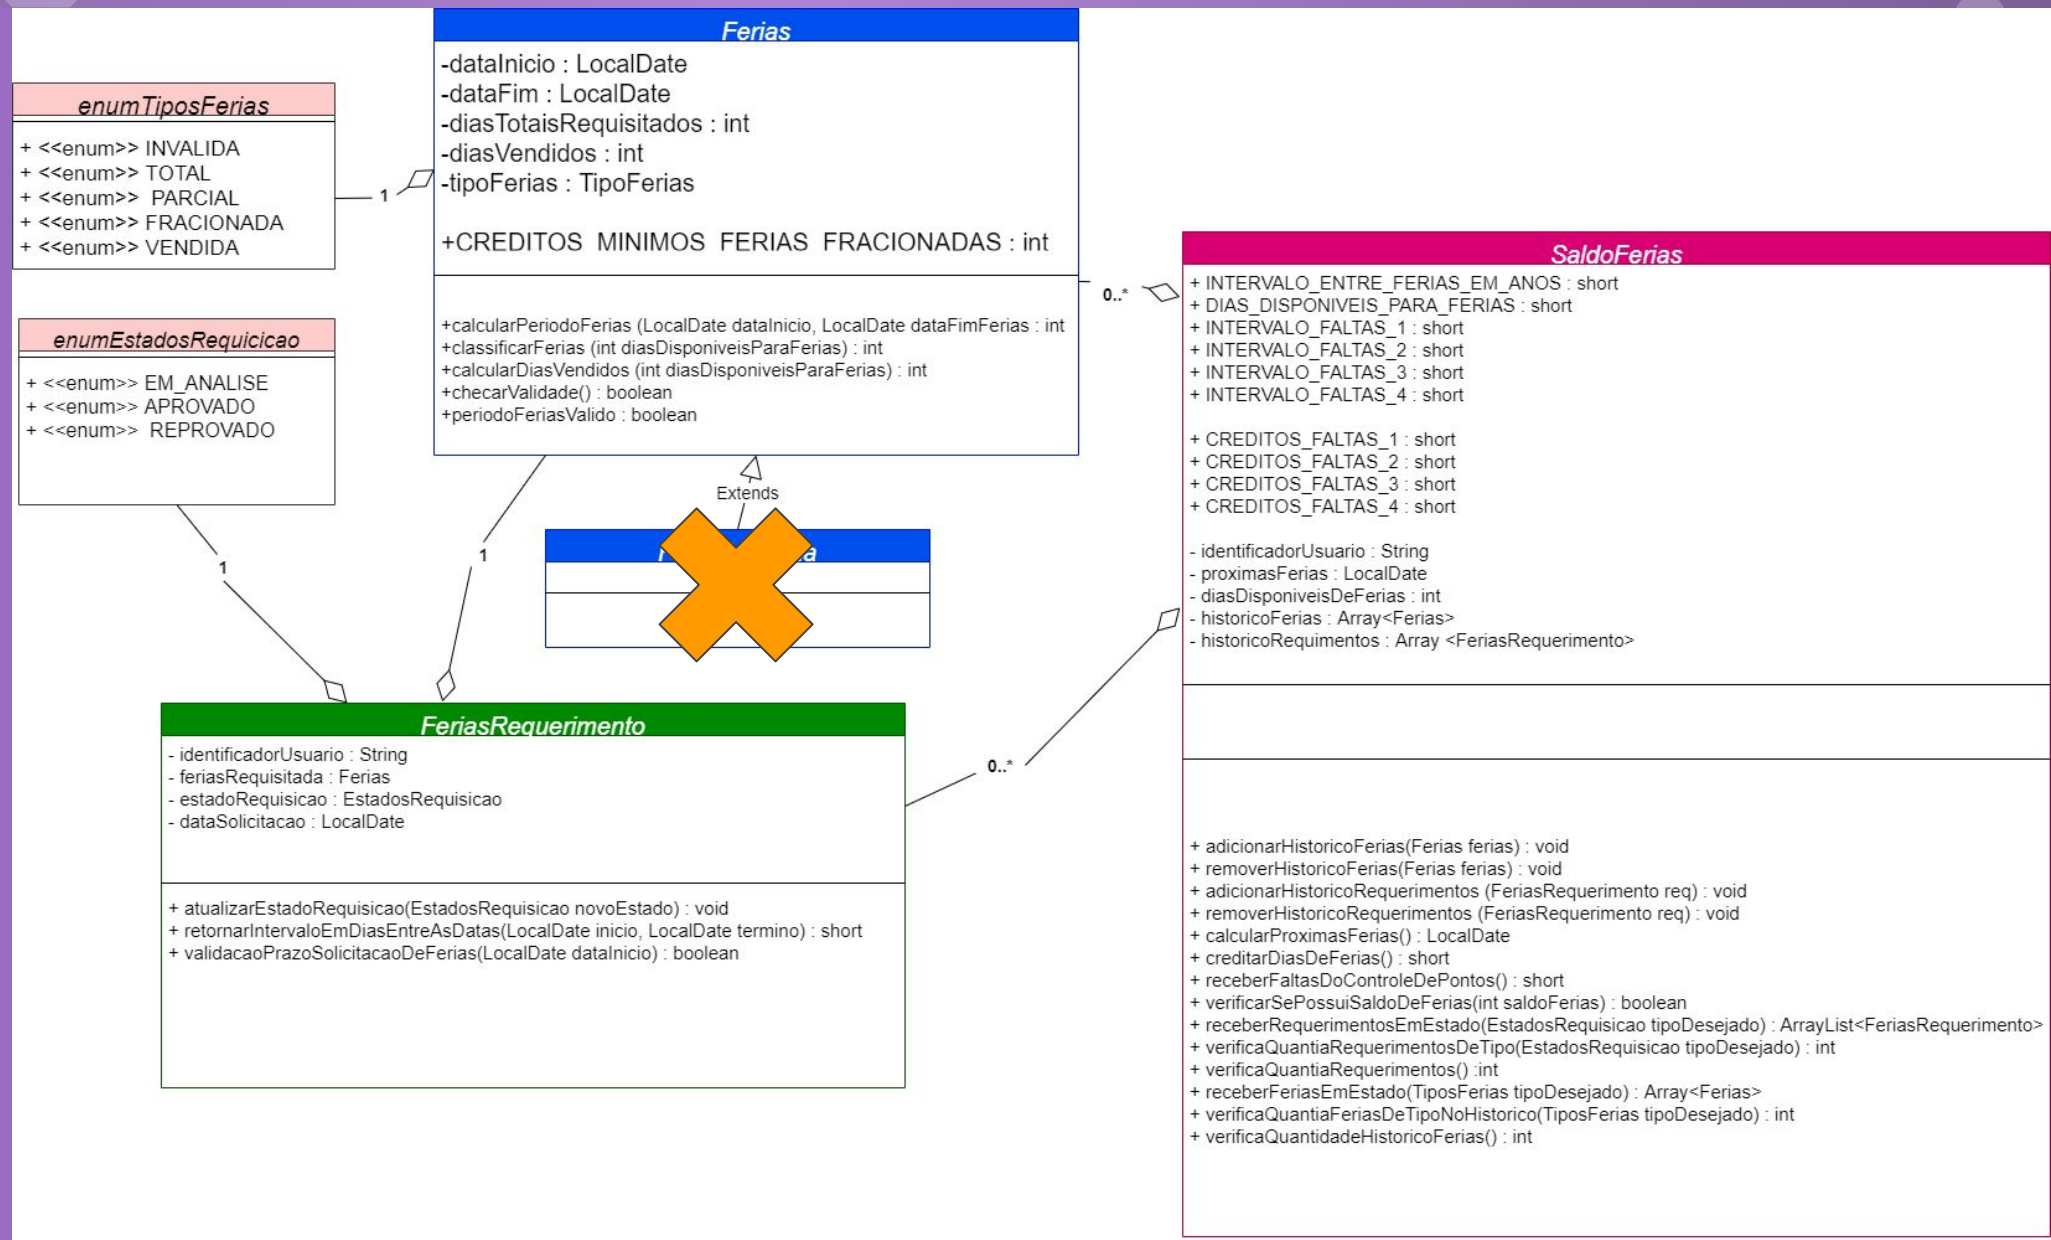 Ferias
-dataInicio : LocalDate
-dataFim : LocalDate
-diasTotaisRequisitados : int
-diasVendidos : int
-tipoFerias : TipoFerias
+CREDITOS_MINIMOS_FERIAS_FRACIONADAS : int
+calcularPeriodoFerias (LocalDate dataInicio, LocalDate dataFimFerias : int
+classificarFerias (int diasDisponiveisParaFerias) : int
+calcularDiasVendidos (int diasDisponiveisParaFerias) : int
+checarValidade() : boolean
+periodoFeriasValido : boolean
enumTiposFerias
+ <<enum>> INVALIDA
+ <<enum>> TOTAL
+ <<enum>> PARCIAL
+ <<enum>> FRACIONADA
+ <<enum>> VENDIDA
1
enumEstadosRequicicao
+ <<enum>> EM_ANALISE
+ <<enum>> APROVADO
+ <<enum>> REPROVADO
1
1
Extends
0..*
0..*
FeriasRequerimento
- identificadorUsuario : String
- feriasRequisitada : Ferias
- estadoRequisicao : EstadosRequisicao
- dataSolicitacao : LocalDate
+ atualizarEstadoRequisicao(EstadosRequisicao novoEstado) : void
+ retornarIntervaloEmDiasEntreAsDatas(LocalDate inicio, LocalDate termino) : short
+ validacaoPrazoSolicitacaoDeFerias(LocalDate dataInicio) : boolean
SaldoFerias
+ INTERVALO_ENTRE_FERIAS_EM_ANOS : short
+ DIAS_DISPONIVEIS_PARA_FERIAS : short
+ INTERVALO_FALTAS_1 : short
+ INTERVALO_FALTAS_2 : short
+ INTERVALO_FALTAS_3 : short
+ INTERVALO_FALTAS_4 : short
+ CREDITOS_FALTAS_1 : short
+ CREDITOS_FALTAS_2 : short
+ CREDITOS_FALTAS_3 : short
+ CREDITOS_FALTAS_4 : short
- identificadorUsuario : String
- proximasFerias : LocalDate
- diasDisponiveisDeFerias : int
- historicoFerias : Array<Ferias>
- historicoRequimentos : Array <FeriasRequerimento>
+ adicionarHistoricoFerias(Ferias ferias) : void
+ removerHistoricoFerias(Ferias ferias) : void
+ adicionarHistoricoRequerimentos (FeriasRequerimento req) : void
+ removerHistoricoRequerimentos (FeriasRequerimento req) : void
+ calcularProximasFerias() : LocalDate
+ creditarDiasDeFerias() : short
+ receberFaltasDoControleDePontos() : short
+ verificarSePossuiSaldoDeFerias(int saldoFerias) : boolean
+ receberRequerimentosEmEstado(EstadosRequisicao tipoDesejado) : ArrayList<FeriasRequerimento>
+ verificaQuantiaRequerimentosDeTipo(EstadosRequisicao tipoDesejado) : int
+ verificaQuantiaRequerimentos() :int
+ receberFeriasEmEstado(TiposFerias tipoDesejado) : Array<Ferias>
+ verificaQuantiaFeriasDeTipoNoHistorico(TiposFerias tipoDesejado) : int
+ verificaQuantidadeHistoricoFerias() : int